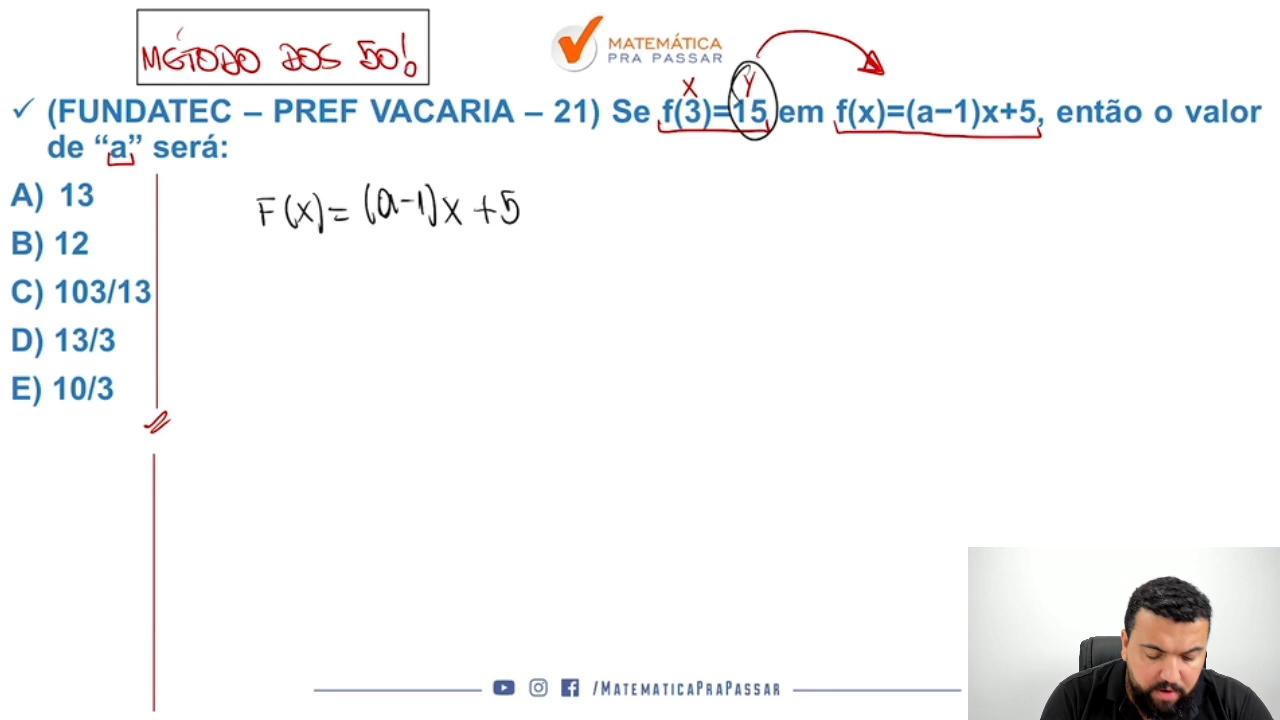 MÉTODO DOS 50!
MATEMÁTICA
PRA PASSAR
X Y
✓ (FUNDATEC – PREF VACARIA – 21) Se f(3)=15 em f(x)=(a–1)x+5, então o valor
de “a” será:
A) 13
B) 12
C) 103/13
D) 13/3
E) 10/3
F(X) = (a-1)X + 5
/MATEMATICAPRAPASSAR